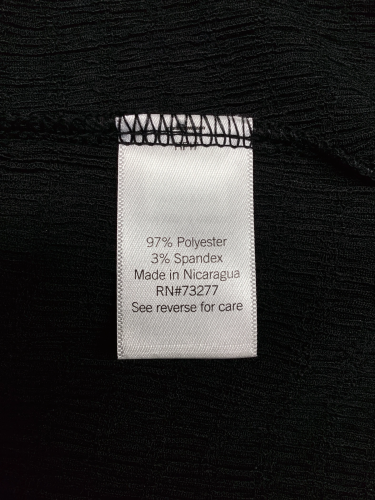 97% Polyester
3% Spandex
Made in Nicaragua
RN#73277
See reverse for care